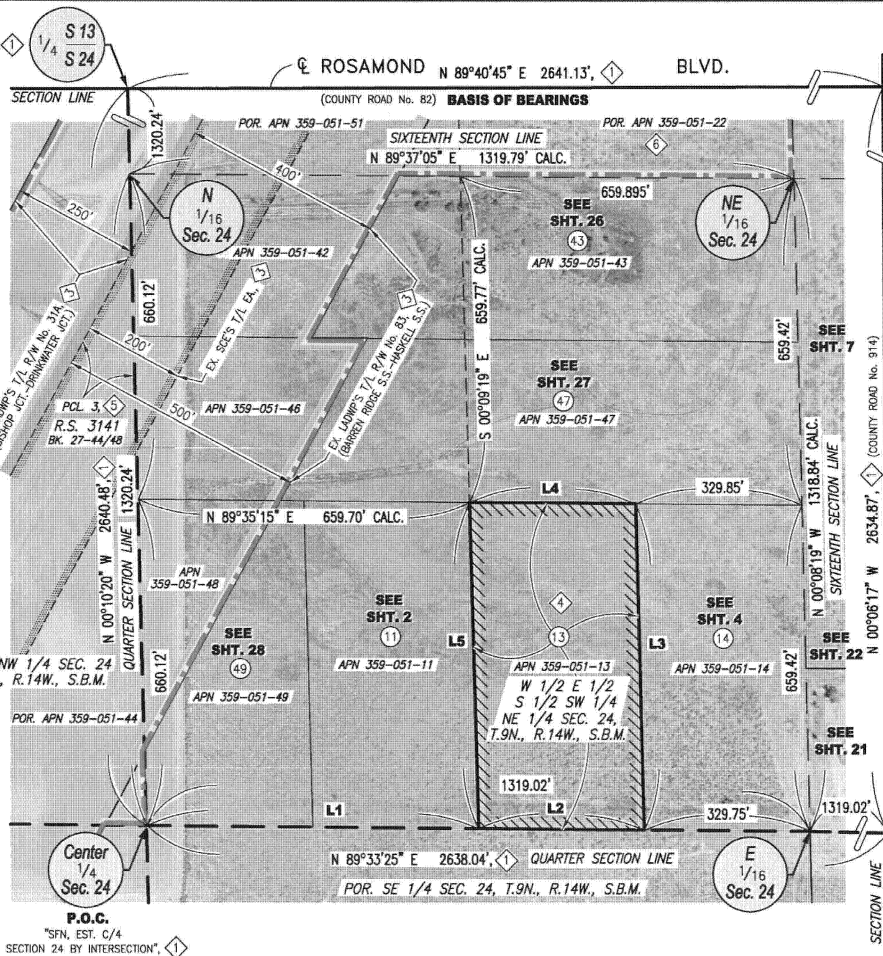 1
1/4 S 13
S 24
℄ ROSAMOND N 89°40'45" E 2641.13', 1 BLVD.
SECTION LINE
(COUNTY ROAD No. 82) BASIS OF BEARINGS
1320.24'
POR. APN 359-051-51
SIXTEENTH SECTION LINE
N 89°37'05" E 1319.79' CALC.
POR. APN 359-051-22
6
400'
659.895'
N
1/16
Sec. 24
NE
1/16
Sec. 24
250'
SEE
SHT. 26
43
APN 359-051-43
APN 359-051-42
3
660.12'
EX. SCE'S T/L EA., 3
EX. LADWP'S T/L R/W No. 83, 3
(BARREN RIDGE S.S.-HASKELL S.S.)
S 00°09'19" E 659.77' CALC.
LADWP'S T/L R/W No. 31A,
BISHOP JCT.-DRINKWATER JCT.)
200'
500'
659.42'
SEE
SHT. 7
SEE
SHT. 27
47
APN 359-051-47
PCL 3, 5
R.S. 3141
BK. 27-44/48
APN 359-051-46
(COUNTY ROAD No. 914)
N 00°10'20" W 2640.48', 1
QUARTER SECTION LINE 1320.24'
L4
329.85'
N 89°35'15" E 659.70' CALC.
N 00°08'19" W 1318.84' CALC.
SIXTEENTH SECTION LINE
N 00°06'17" W 2634.87', 1
APN
359-051-48
SEE
SHT. 28
49
APN 359-051-49
SEE
SHT. 2
11
APN 359-051-11
L5
4
13
APN 359-051-13
W 1/2 E 1/2
S 1/2 SW 1/4
NE 1/4 SEC. 24,
T.9N., R.14W., S.B.M.
L3
SEE
SHT. 4
14
APN 359-051-14
SEE
SHT. 22
NW 1/4 SEC. 24
, R.14W., S.B.M.
660.12'
659.42'
POR. APN 359-051-44
SEE
SHT. 21
1319.02'
L1
L2
329.75'
1319.02'
Center
1/4
Sec. 24
N 89°33'25" E 2638.04', 1 QUARTER SECTION LINE
E
1/16
Sec. 24
POR. SE 1/4 SEC. 24, T.9N., R.14W., S.B.M.
SECTION LINE
P.O.C.
"SFN, EST. C/4
SECTION 24 BY INTERSECTION", 1